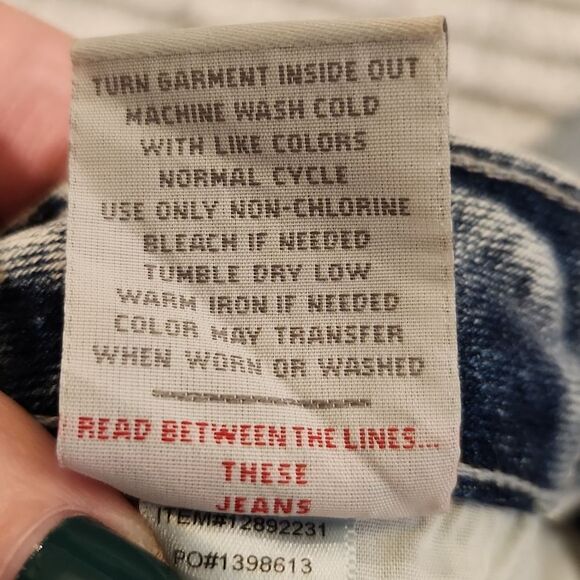 TURN GARMENT INSIDE OUT
MACHINE WASH COLD
WITH LIKE COLORS
NORMAL CYCLE
USE ONLY NON-CHLORINE
BLEACH IF NEEDED
TUMBLE DRY LOW
WARM IRON IF NEEDED
COLOR MAY TRANSFER
WHEN WORN OR WASHED
READ BETWEEN THE LINES...
THESE
JEANS
ITEM#12892231
PO#1398613